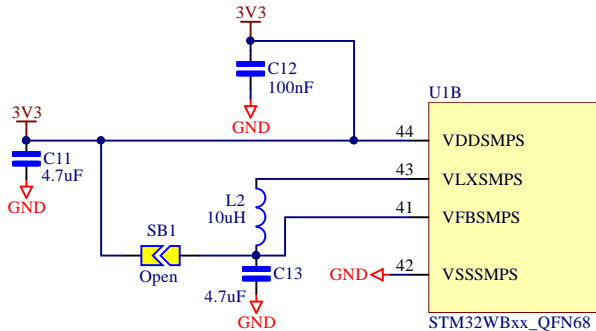 3V3
C12
100nF
GND
U1B
3V3
C11
4.7uF
GND
44
VDDSMPS
43
VLXSMPS
L2
10uH
41
VFBSMPS
SB1
Open
C13
4.7uF
GND
GND
42
VSSSMPS
STM32WBxx_QFN68